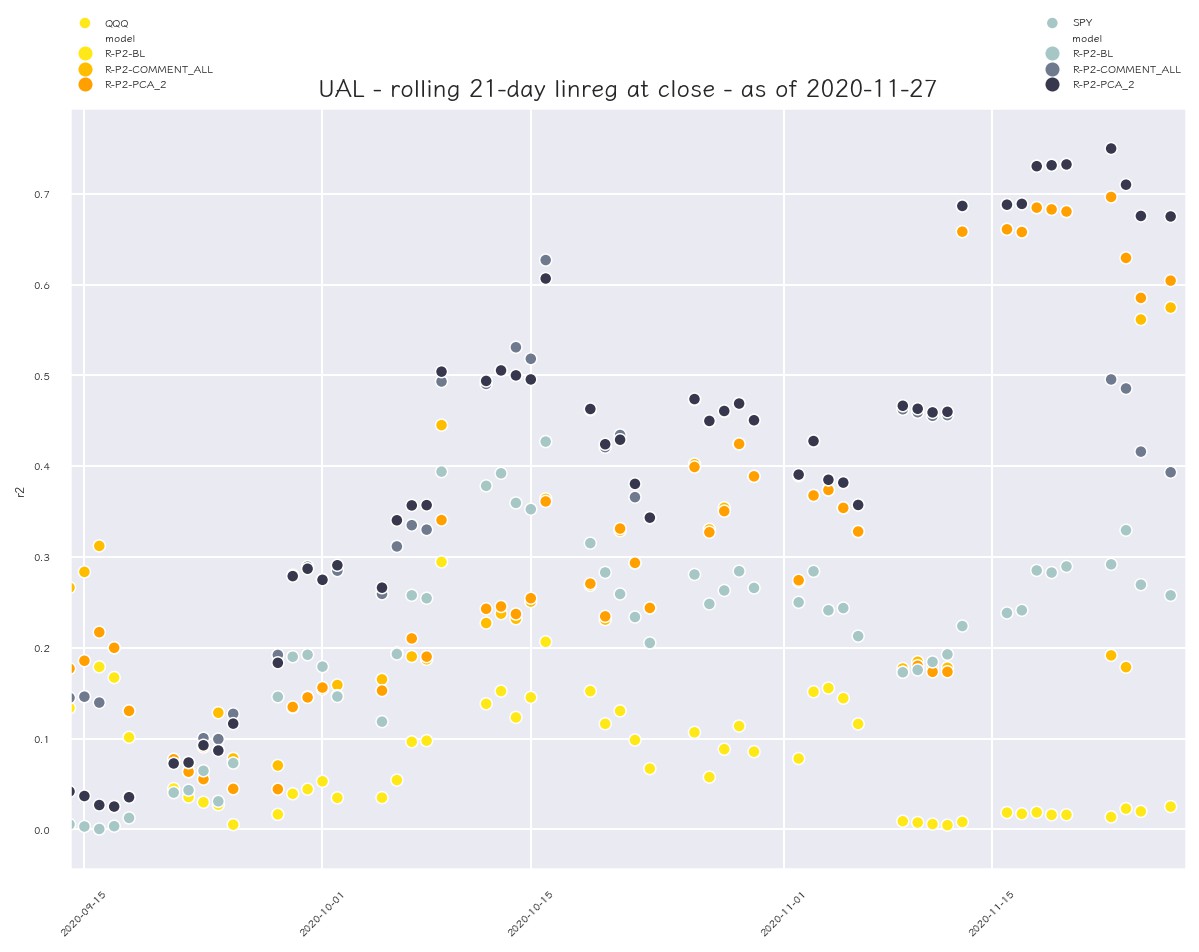 QQQ
model
R-P2-BL
R-P2-COMMENT_ALL
R-P2-PCA_2
SPY
model
R-P2-BL
R-P2-COMMENT_ALL
R-P2-PCA_2
UAL - rolling 21-day linreg at close - as of 2020-11-27
r2
0.7
0.6
0.5
0.4
0.3
0.2
0.1
0.0
2020-09-15
2020-10-01
2020-10-15
2020-11-01
2020-11-15